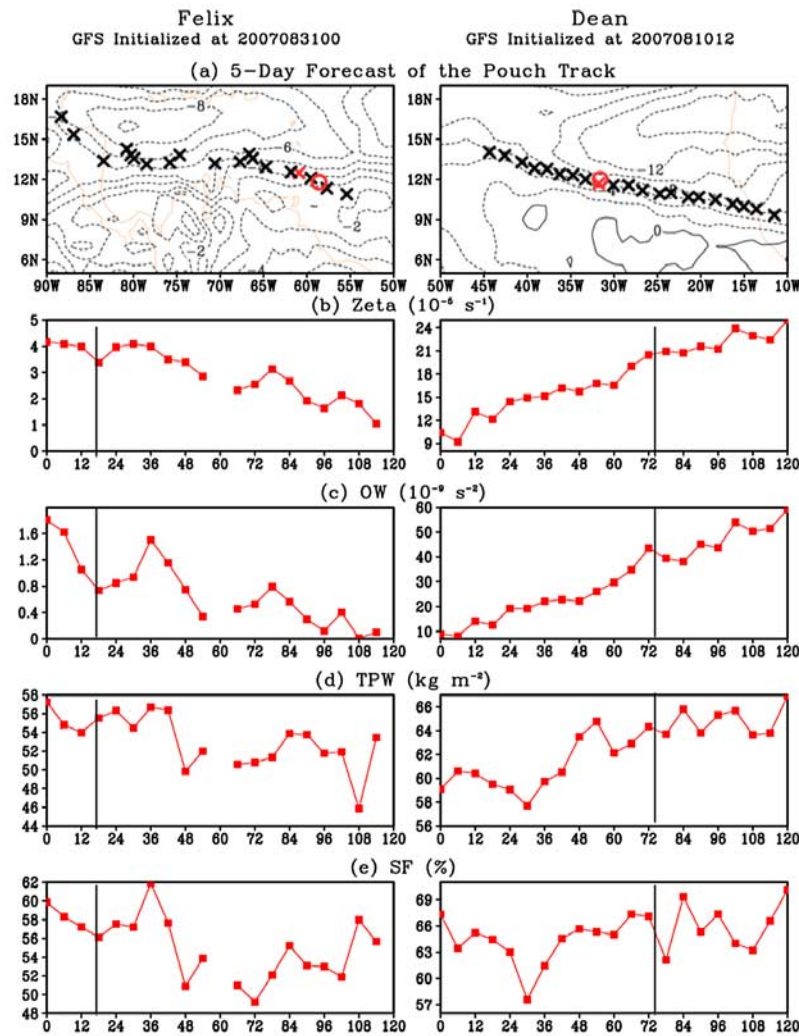 Felix Dean
GFS Initialized at 2007083100 GFS Initialized at 2007081012
(a) 5-Day Forecast of the Pouch Track
18N 18N
15N 15N
12N 12N
9N 9N
6N 6N
-8 -6 -2 -2 -4 -12 0
90W 85W 80W 75W 70W 65W 60W 55W 50W 50W 45W 40W 35W 30W 25W 20W 15W 10W
(b) Zeta (10⁻⁵ s⁻¹)
5 24
4 21
3 18
2 15
1 12
0 9
0 12 24 36 48 60 72 84 96 108 120 0 12 24 36 48 60 72 84 96 108 120
(c) OW (10⁻⁹ s⁻²)
1.6 60
1.2 50
0.8 40
0.4 30
0 20
10
0 12 24 36 48 60 72 84 96 108 120 0 12 24 36 48 60 72 84 96 108 120
(d) TPW (kg m⁻²)
58 66
56 64
54 62
52 60
50 58
48 56
46
44
0 12 24 36 48 60 72 84 96 108 120 0 12 24 36 48 60 72 84 96 108 120
(e) SF (%)
62 69
60 66
58 63
56 60
54 57
52
50
48
0 12 24 36 48 60 72 84 96 108 120 0 12 24 36 48 60 72 84 96 108 120